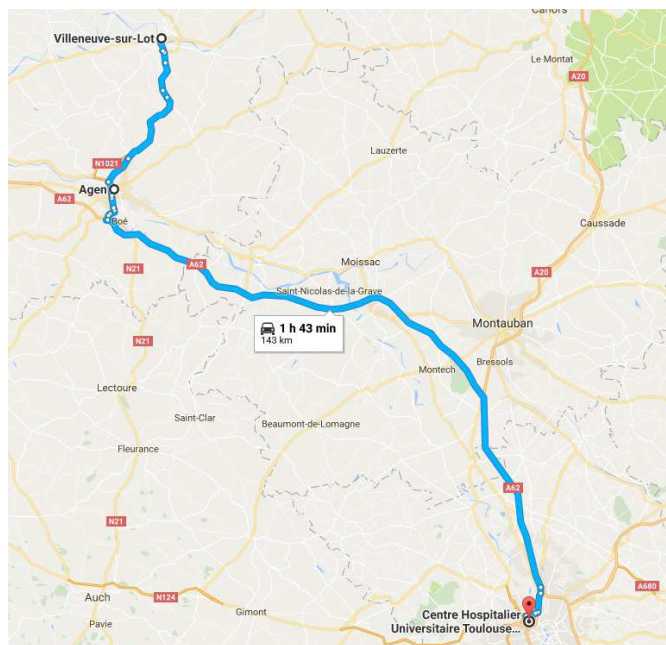 Cahors
Villeneuve-sur-Lot
Le Montat
A20
Lauzerte
N1021
Agen
A62
Boé
Caussade
Moissac
A62
N21
A20
Saint-Nicolas-de-la-Grave
1 h 43 min
143 km
Montauban
N21
Bressols
Montech
Lectoure
Saint-Clar
Beaumont-de-Lomagne
Fleurance
A62
N21
N124
A680
Auch
Gimont
Centre Hospitalier
Universitaire Toulouse...
Pavie